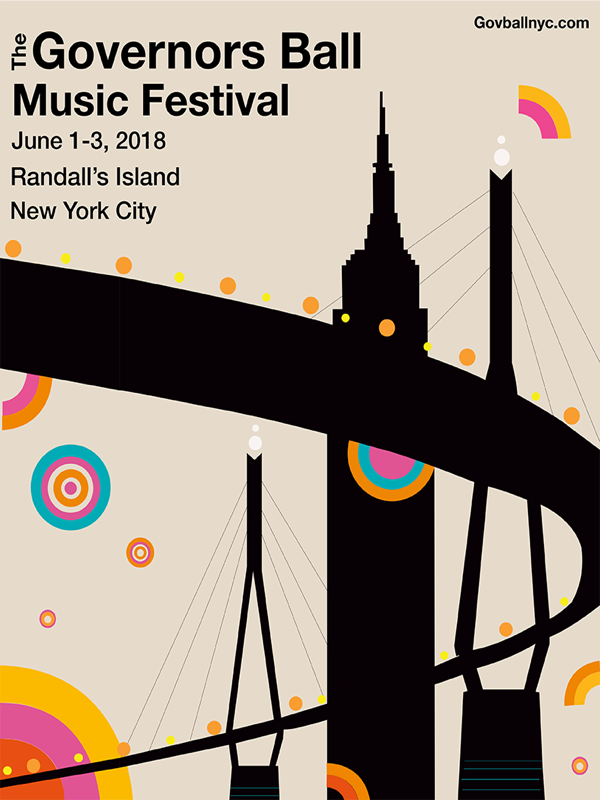 Govballnyc.com
The Governors Ball
Music Festival
June 1-3, 2018
Randall's Island
New York City